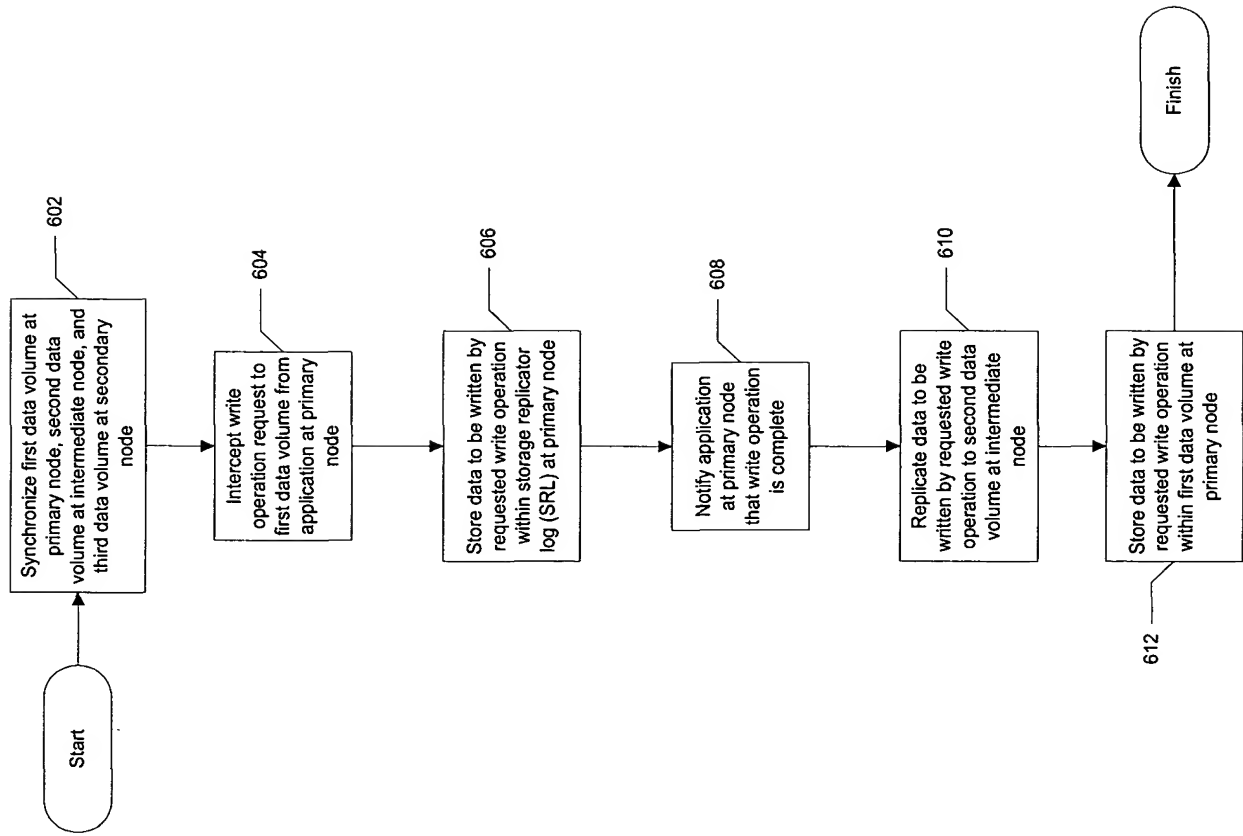 Start
Synchronize first data volume at
primary node, second data
volume at intermediate node, and
third data volume at secondary
node
602
Intercept write
operation request to
first data volume from
application at primary
node
604
Store data to be written by
requested write operation
within storage replicator
log (SRL) at primary node
606
Notify application
at primary node
that write operation
is complete
608
Replicate data to be
written by requested write
operation to second data
volume at intermediate
node
610
Store data to be written by
requested write operation
within first data volume at
primary node
612
Finish